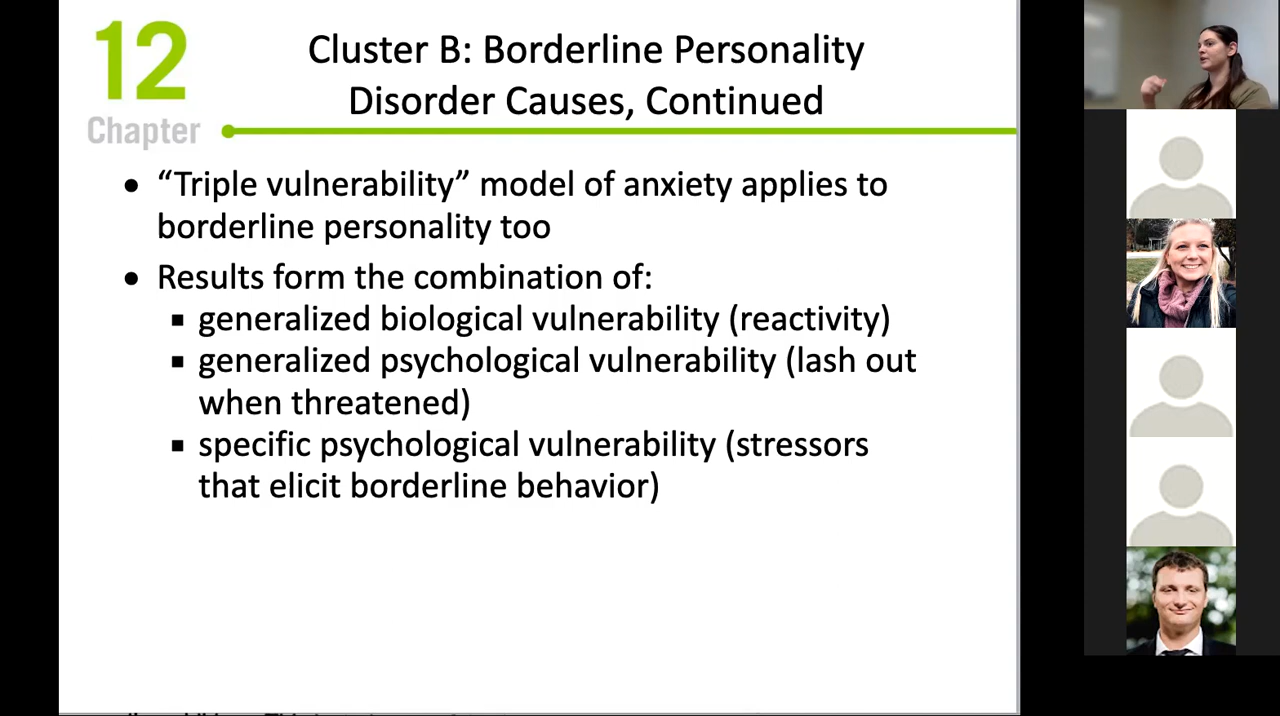 12
Chapter
Cluster B: Borderline Personality
Disorder Causes, Continued
• “Triple vulnerability” model of anxiety applies to
borderline personality too
• Results form the combination of:
▪ generalized biological vulnerability (reactivity)
▪ generalized psychological vulnerability (lash out
when threatened)
▪ specific psychological vulnerability (stressors
that elicit borderline behavior)